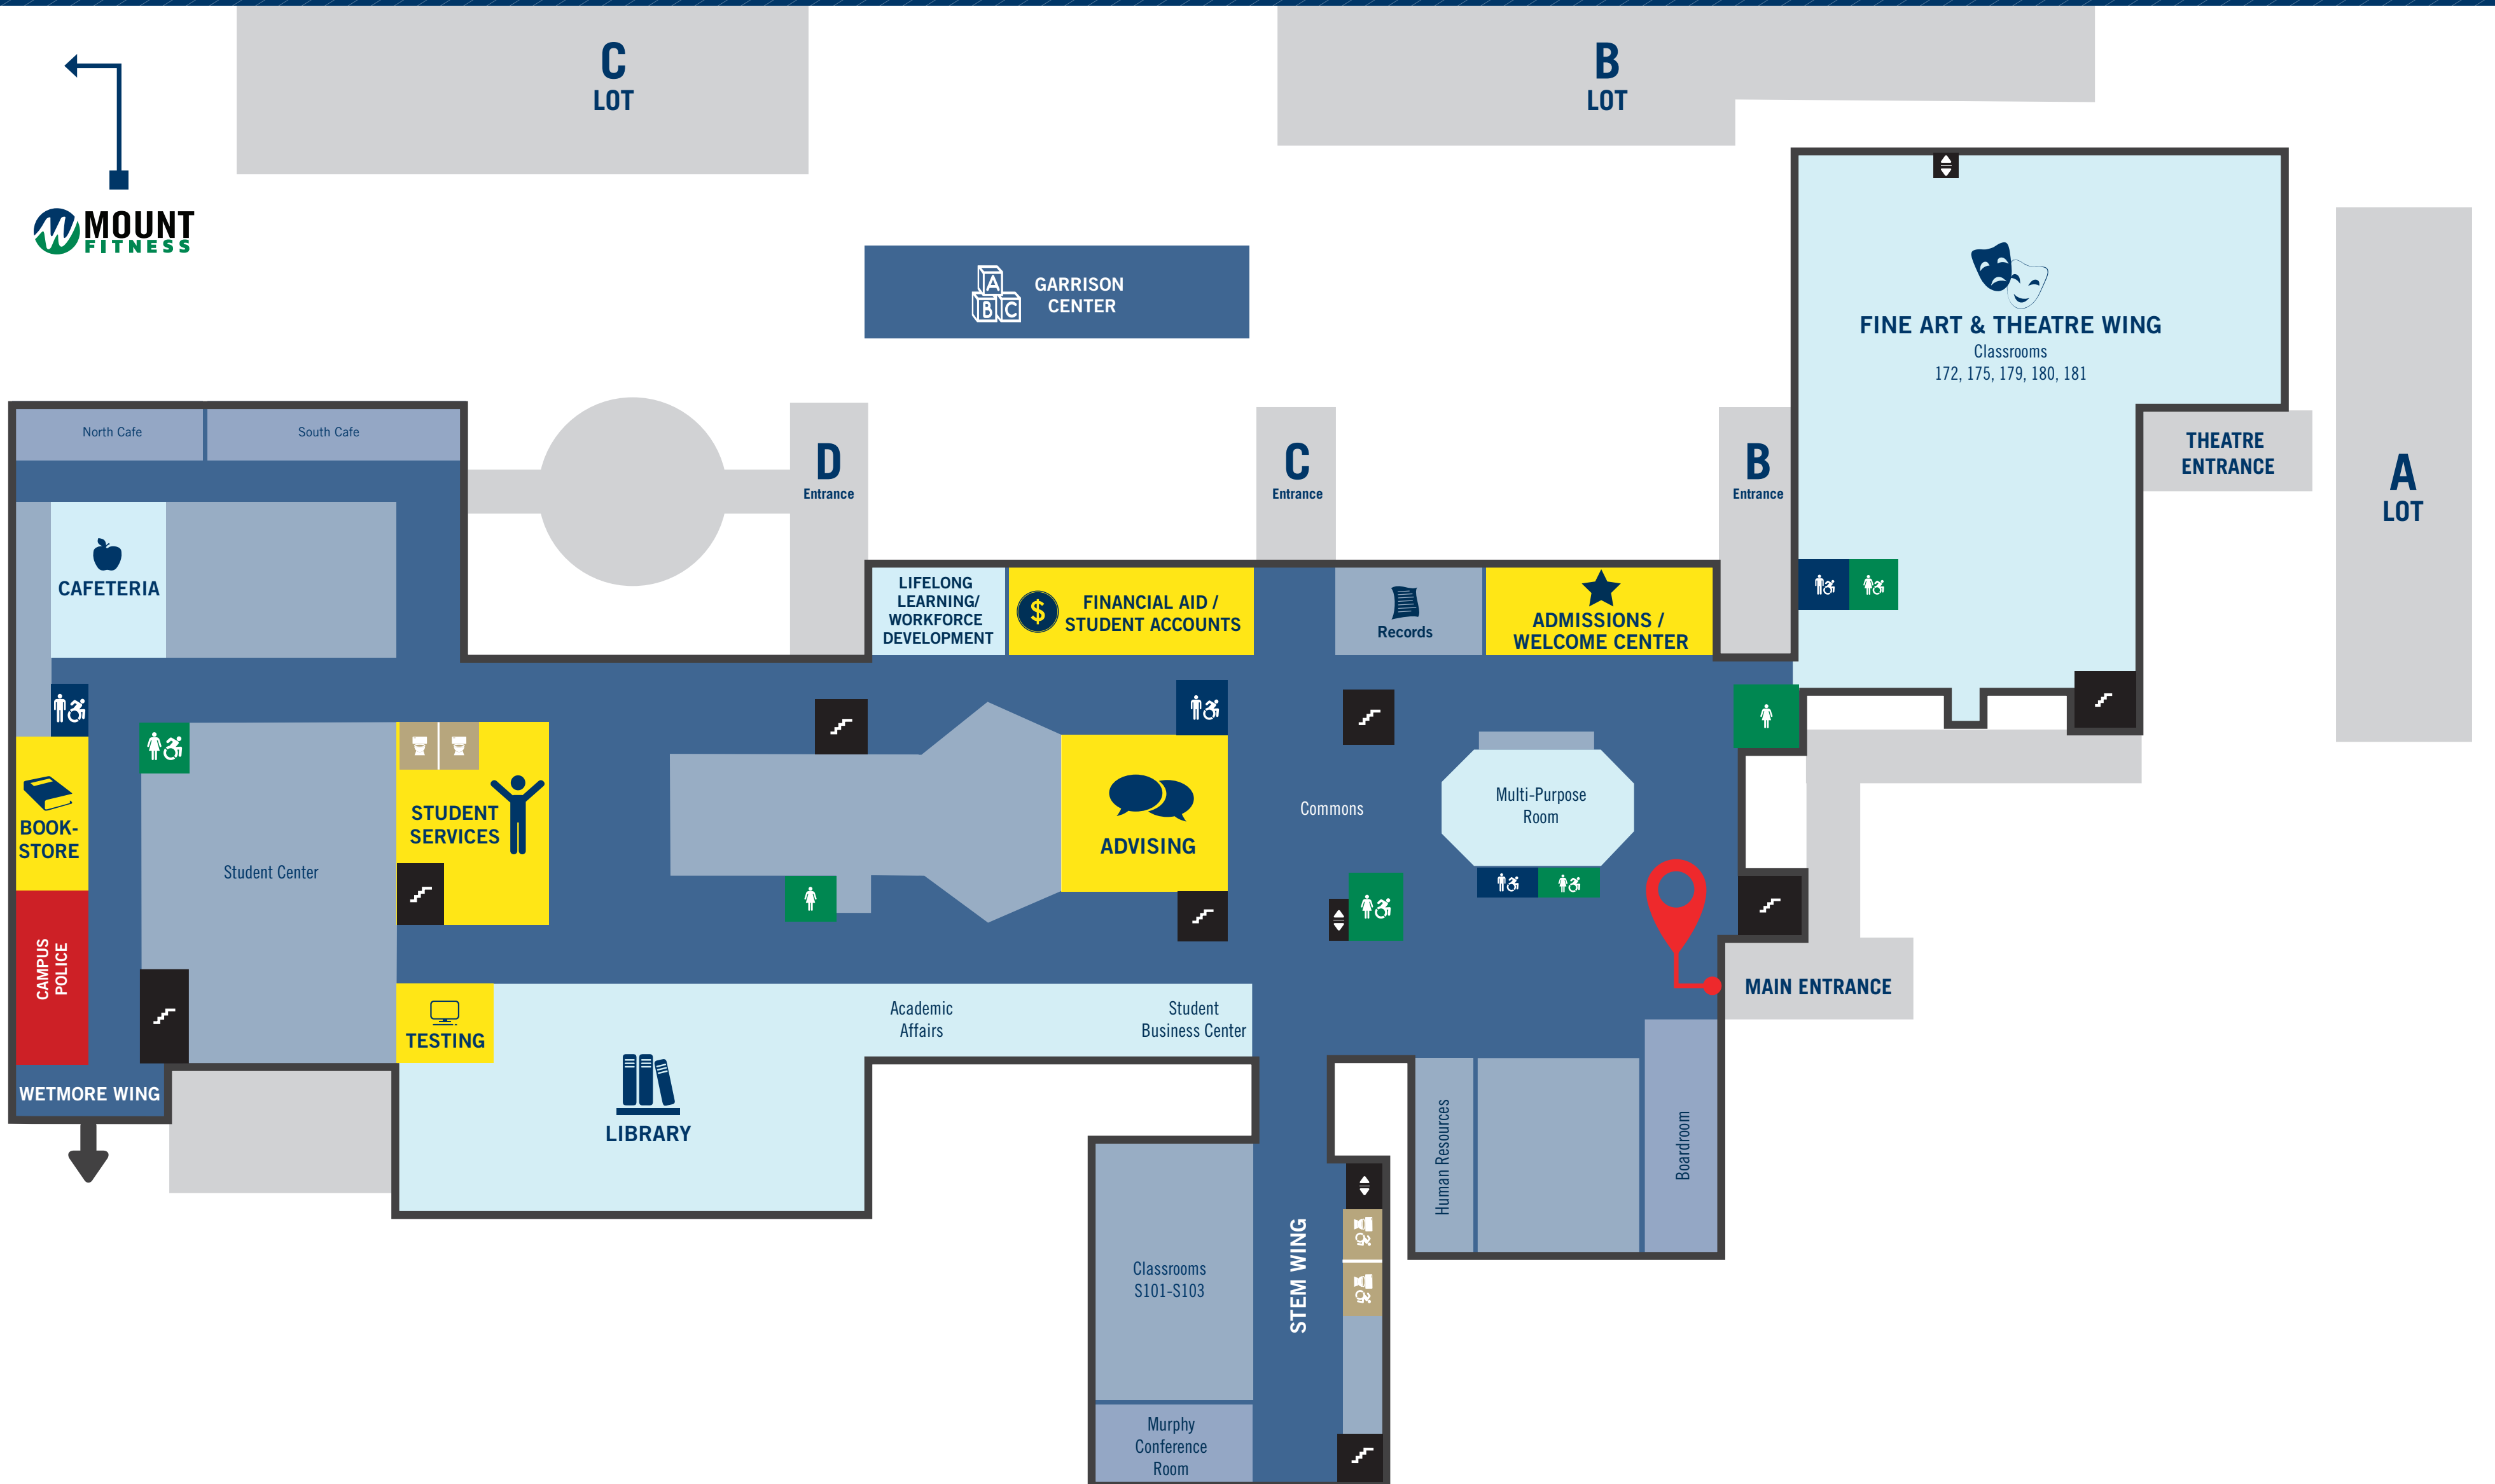 C
LOT
B
LOT
MOUNT
FITNESS
A
B
C
GARRISON
CENTER
FINE ART & THEATRE WING
Classrooms
172, 175, 179, 180, 181
North Cafe
South Cafe
D
Entrance
C
Entrance
B
Entrance
THEATRE
ENTRANCE
A
LOT
CAFETERIA
LIFELONG
LEARNING/
WORKFORCE
DEVELOPMENT
$
FINANCIAL AID /
STUDENT ACCOUNTS
Records
ADMISSIONS /
WELCOME CENTER
BOOK-
STORE
STUDENT
SERVICES
Student Center
ADVISING
Commons
Multi-Purpose
Room
CAMPUS
POLICE
MAIN ENTRANCE
TESTING
Academic
Affairs
Student
Business Center
WETMORE WING
LIBRARY
Human Resources
Boardroom
Classrooms
S101-S103
STEM WING
Murphy
Conference
Room